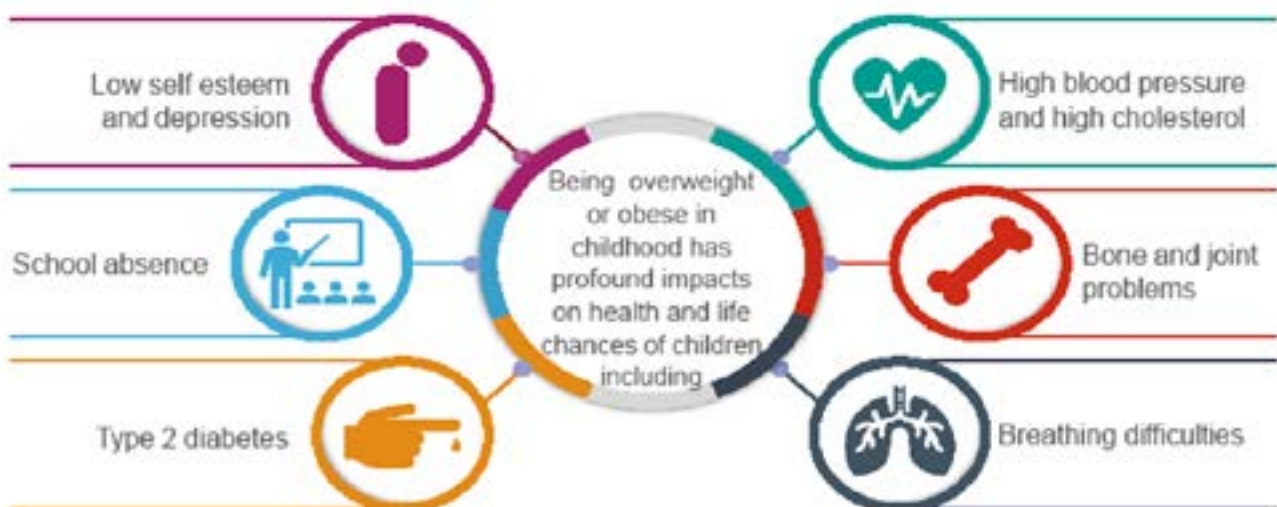 Low self esteem
and depression
School absence
Type 2 diabetes
Being overweight
or obese in
childhood has
profound impacts
on health and life
chances of children
including
High blood pressure
and high cholesterol
Bone and joint
problems
Breathing difficulties